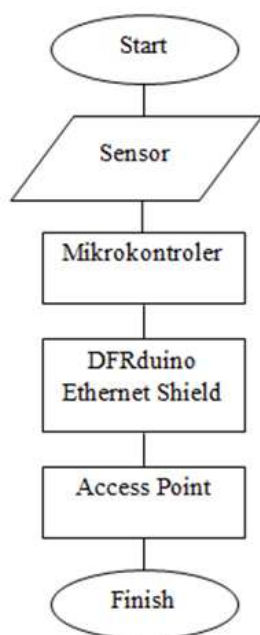 Start
Sensor
Mikrokontroler
DFRduino
Ethernet Shield
Access Point
Finish